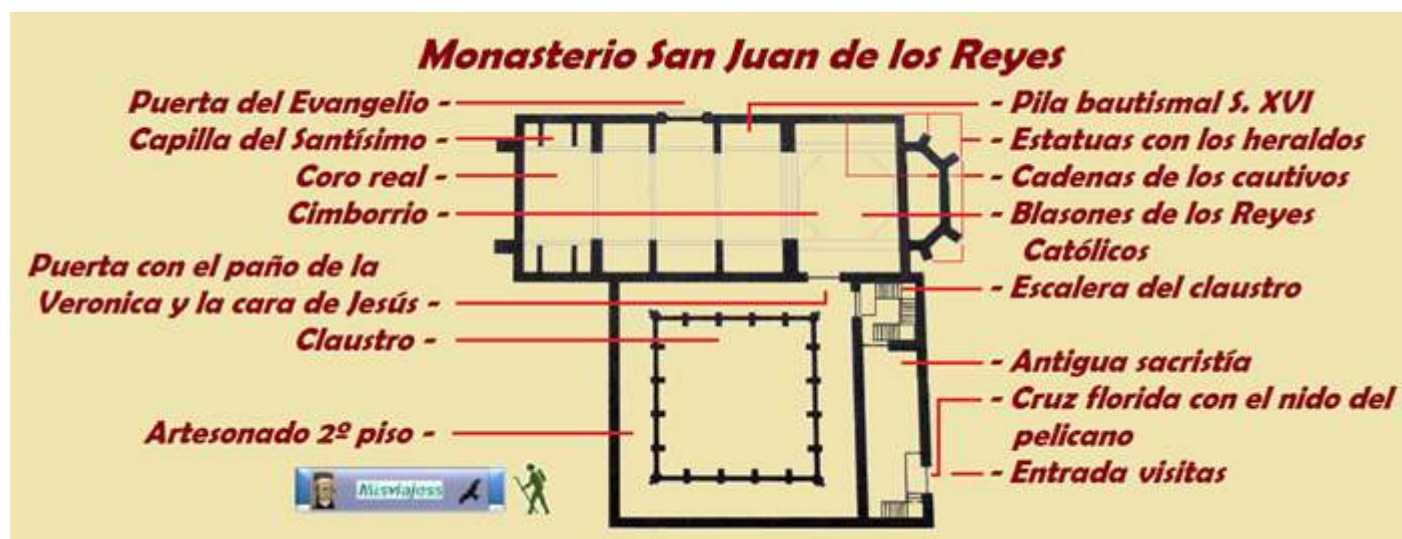 Monasterio San Juan de los Reyes
Puerta del Evangelio -
Capilla del Santísimo -
Coro real -
Cimborrio -
Puerta con el paño de la
Veronica y la cara de Jesús -
Claustro -
Artesonado 2º piso -
- Pila bautismal S. XVI
- Estatuas con los heraldos
- Cadenas de los cautivos
- Blasones de los Reyes
Católicos
- Escalera del claustro
- Antigua sacristía
- Cruz florida con el nido del
pelicano
- Entrada visitas
Misviajess